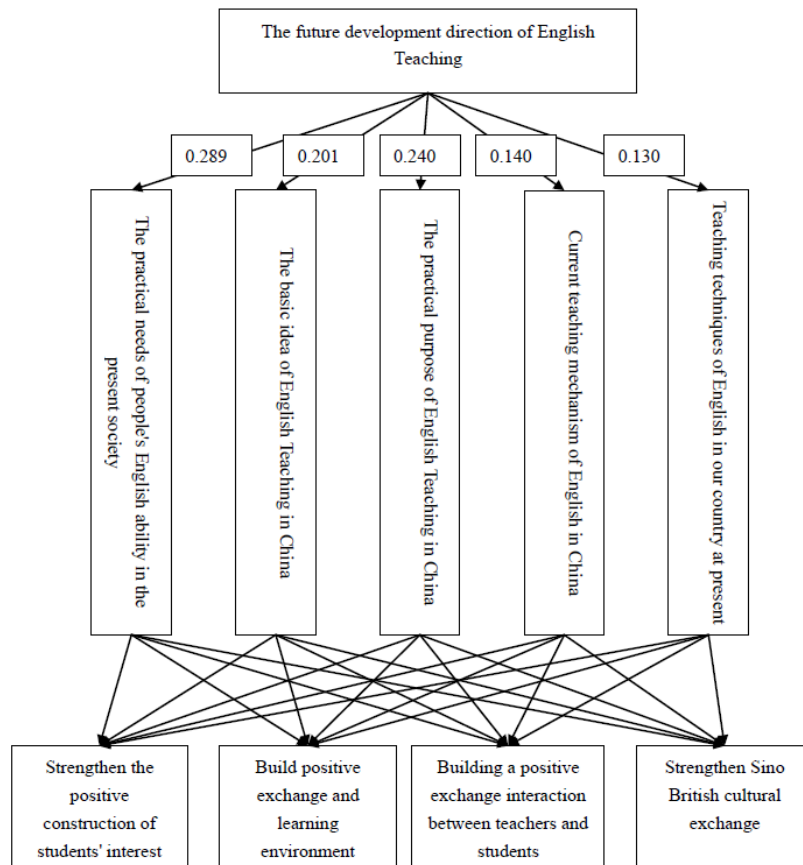 The future development direction of English
Teaching
0.289
0.201
0.240
0.140
0.130
The practical needs of people's English ability in the
present society
The basic idea of English Teaching in China
The practical purpose of English Teaching in China
Current teaching mechanism of English in China
Teaching techniques of English in our country at present
Strengthen the
positive
construction of
students' interest
Build positive
exchange and
learning
environment
Building a positive
exchange interaction
between teachers and
students
Strengthen Sino
British cultural
exchange